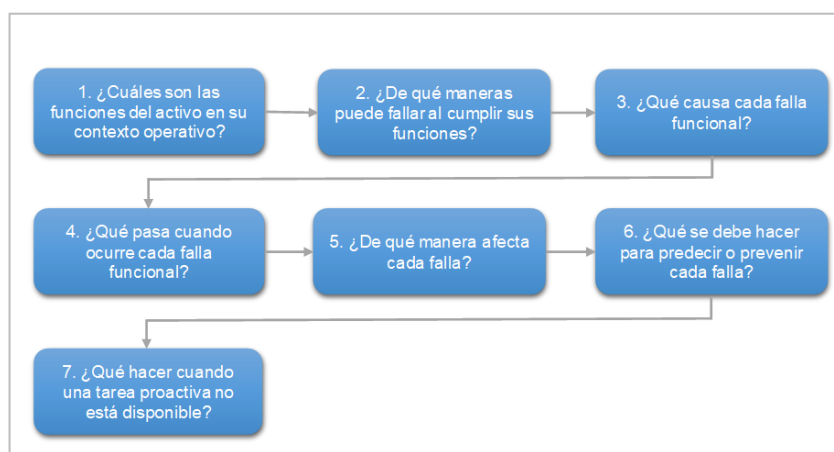 1. ¿Cuáles son las
funciones del activo en su
contexto operativo?
2. ¿De qué maneras
puede fallar al cumplir sus
funciones?
3. ¿Qué causa cada falla
funcional?
4. ¿Qué pasa cuando
ocurre cada falla
funcional?
5. ¿De qué manera afecta
cada falla?
6. ¿Qué se debe hacer
para predecir o prevenir
cada falla?
7. ¿Qué hacer cuando
una tarea proactiva no
está disponible?